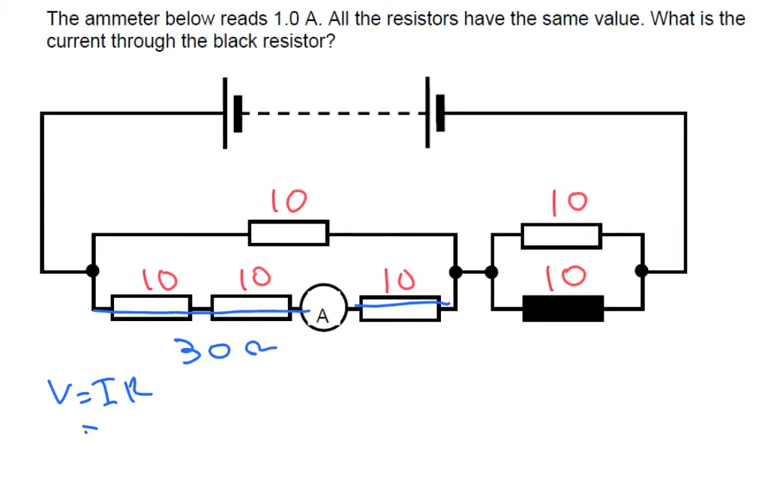 The ammeter below reads 1.0 A. All the resistors have the same value. What is the
current through the black resistor?
10
10
10
10
10
10
A
30Ω
V=IR
=